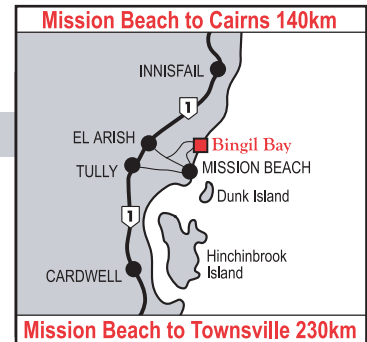 Mission Beach to Cairns 140km
INNISFAIL
1
EL ARISH
Bingil Bay
TULLY
MISSION BEACH
Dunk Island
1
Hinchinbrook
Island
CARDWELL
Mission Beach to Townsville 230km